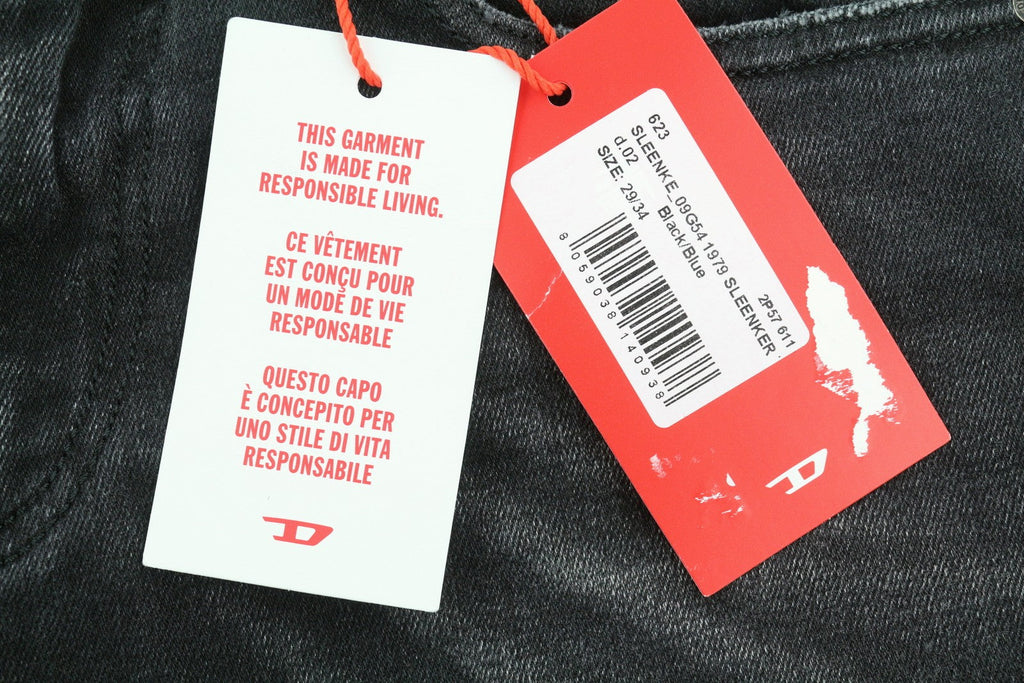 THIS GARMENT
IS MADE FOR
RESPONSIBLE LIVING.
CE VÊTEMENT
EST CONÇU POUR
UN MODE DE VIE
RESPONSABLE
QUESTO CAPO
È CONCEPITO PER
UNO STILE DI VITA
RESPONSABILE
D
623
2P57 611
SLEENKE_09G54 1979 SLEENKER
d.02
Black/Blue
SIZE: 29/34
8 059038 140938
D